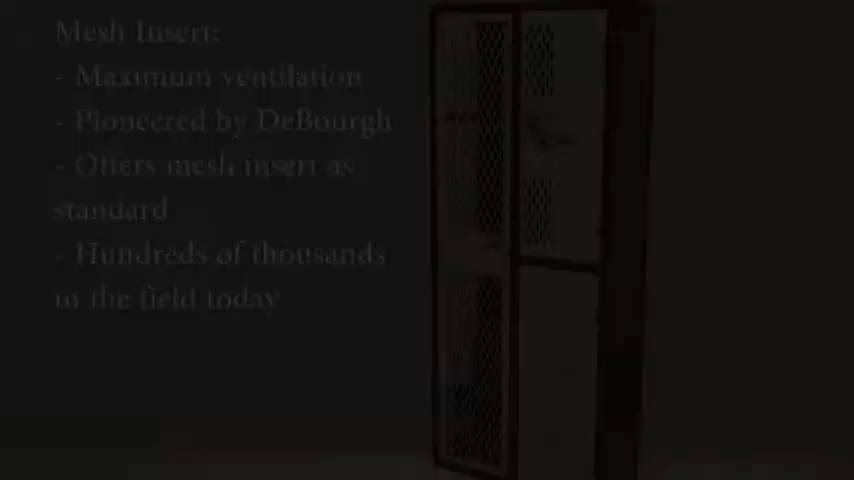 Mesh Insert:
- Maximum ventilation
- Pioneered by DeBourgh
- Offers mesh insert as
standard
- Hundreds of thousands
in the field today